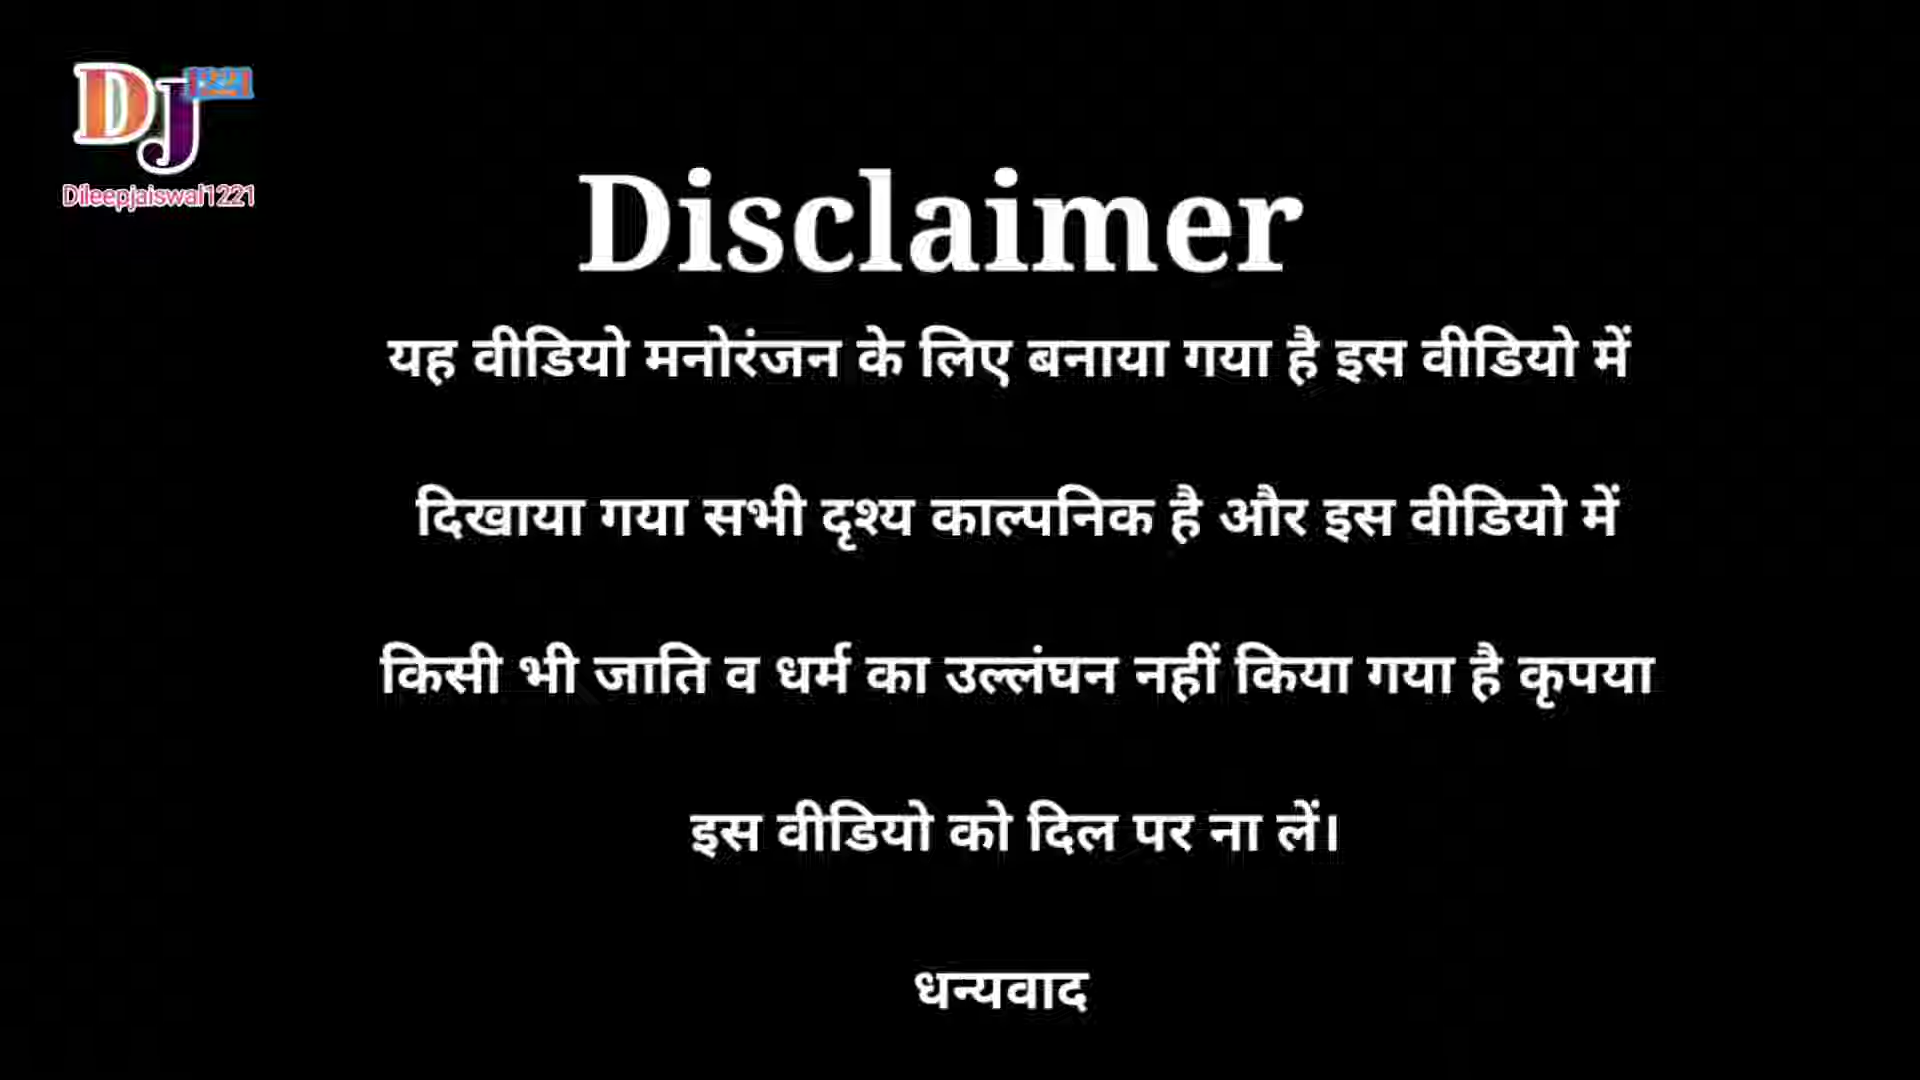 DJ 1221
Dileepjaiswal1221
Disclaimer
यह वीडियो मनोरंजन के लिए बनाया गया है इस वीडियो में
दिखाया गया सभी दृश्य काल्पनिक है और इस वीडियो में
किसी भी जाति व धर्म का उल्लंघन नहीं किया गया है कृपया
इस वीडियो को दिल पर ना लें।
धन्यवाद